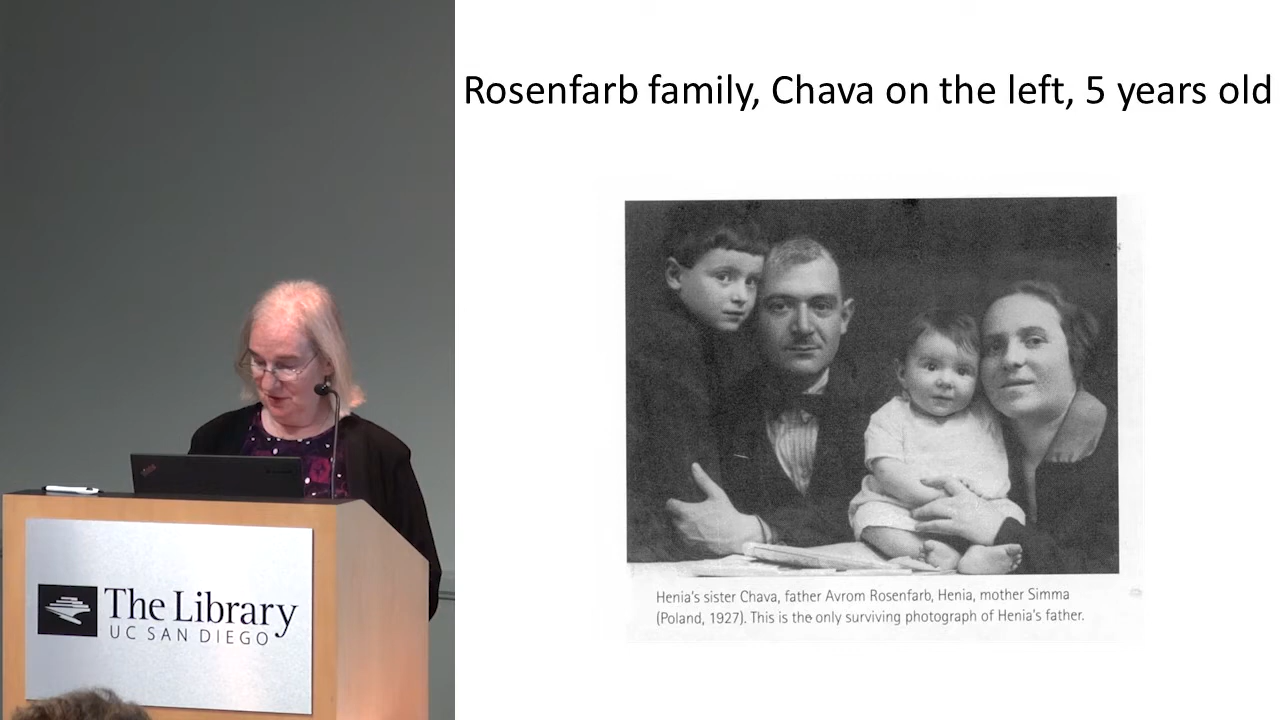 Rosenfarb family, Chava on the left, 5 years old
Henia's sister Chava, father Avrom Rosenfarb, Henia, mother Simma
(Poland, 1927). This is the only surviving photograph of Henia's father.
The Library
UC SAN DIEGO